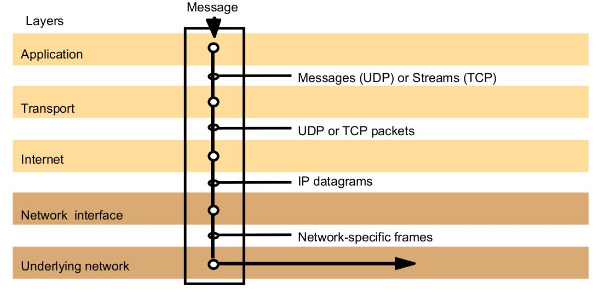 Message
Layers
Application
Messages (UDP) or Streams (TCP)
Transport
UDP or TCP packets
Internet
IP datagrams
Network interface
Network-specific frames
Underlying network